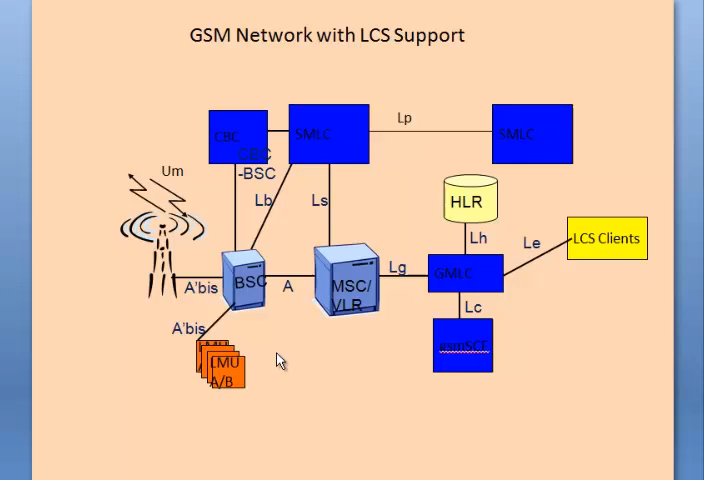 GSM Network with LCS Support
CBC
SMLC
Lp
SMLC
CBC
-BSC
Um
Lb
Ls
HLR
Lh
Le
LCS Clients
A'bis
BSC
A
MSC/
VLR
Lg
GMLC
Lc
A'bis
gsmSCF
LMU
LMU
A/B